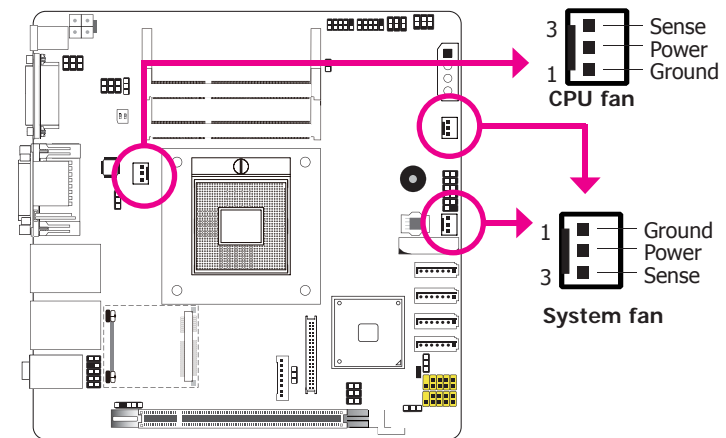 3 Sense
Power
1 Ground
CPU fan
1 Ground
Power
3 Sense
System fan